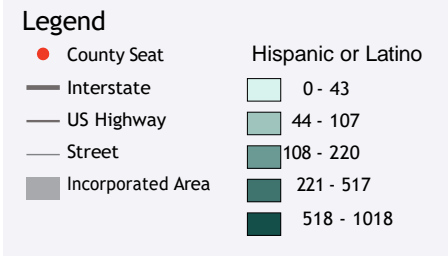 Legend
County Seat
Interstate
US Highway
Street
Incorporated Area
Hispanic or Latino
0 - 43
44 - 107
108 - 220
221 - 517
518 - 1018